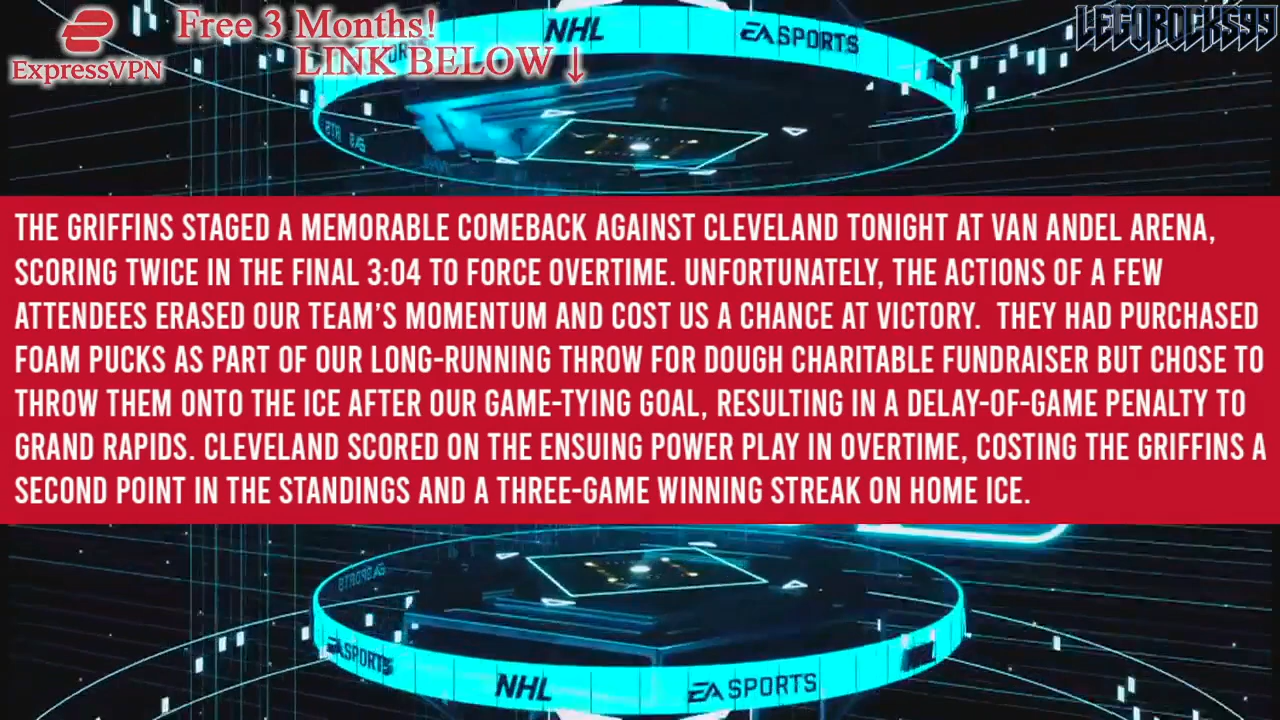 ExpressVPN
Free 3 Months!
LINK BELOW ↓
NHL
EA SPORTS
LEGOROCKS99
THE GRIFFINS STAGED A MEMORABLE COMEBACK AGAINST CLEVELAND TONIGHT AT VAN ANDEL ARENA,
SCORING TWICE IN THE FINAL 3:04 TO FORCE OVERTIME. UNFORTUNATELY, THE ACTIONS OF A FEW
ATTENDEES ERASED OUR TEAM'S MOMENTUM AND COST US A CHANCE AT VICTORY.  THEY HAD PURCHASED
FOAM PUCKS AS PART OF OUR LONG-RUNNING THROW FOR DOUGH CHARITABLE FUNDRAISER BUT CHOSE TO
THROW THEM ONTO THE ICE AFTER OUR GAME-TYING GOAL, RESULTING IN A DELAY-OF-GAME PENALTY TO
GRAND RAPIDS. CLEVELAND SCORED ON THE ENSUING POWER PLAY IN OVERTIME, COSTING THE GRIFFINS A
SECOND POINT IN THE STANDINGS AND A THREE-GAME WINNING STREAK ON HOME ICE.
EA SPORTS
EA SPORTS
NHL
EA SPORTS